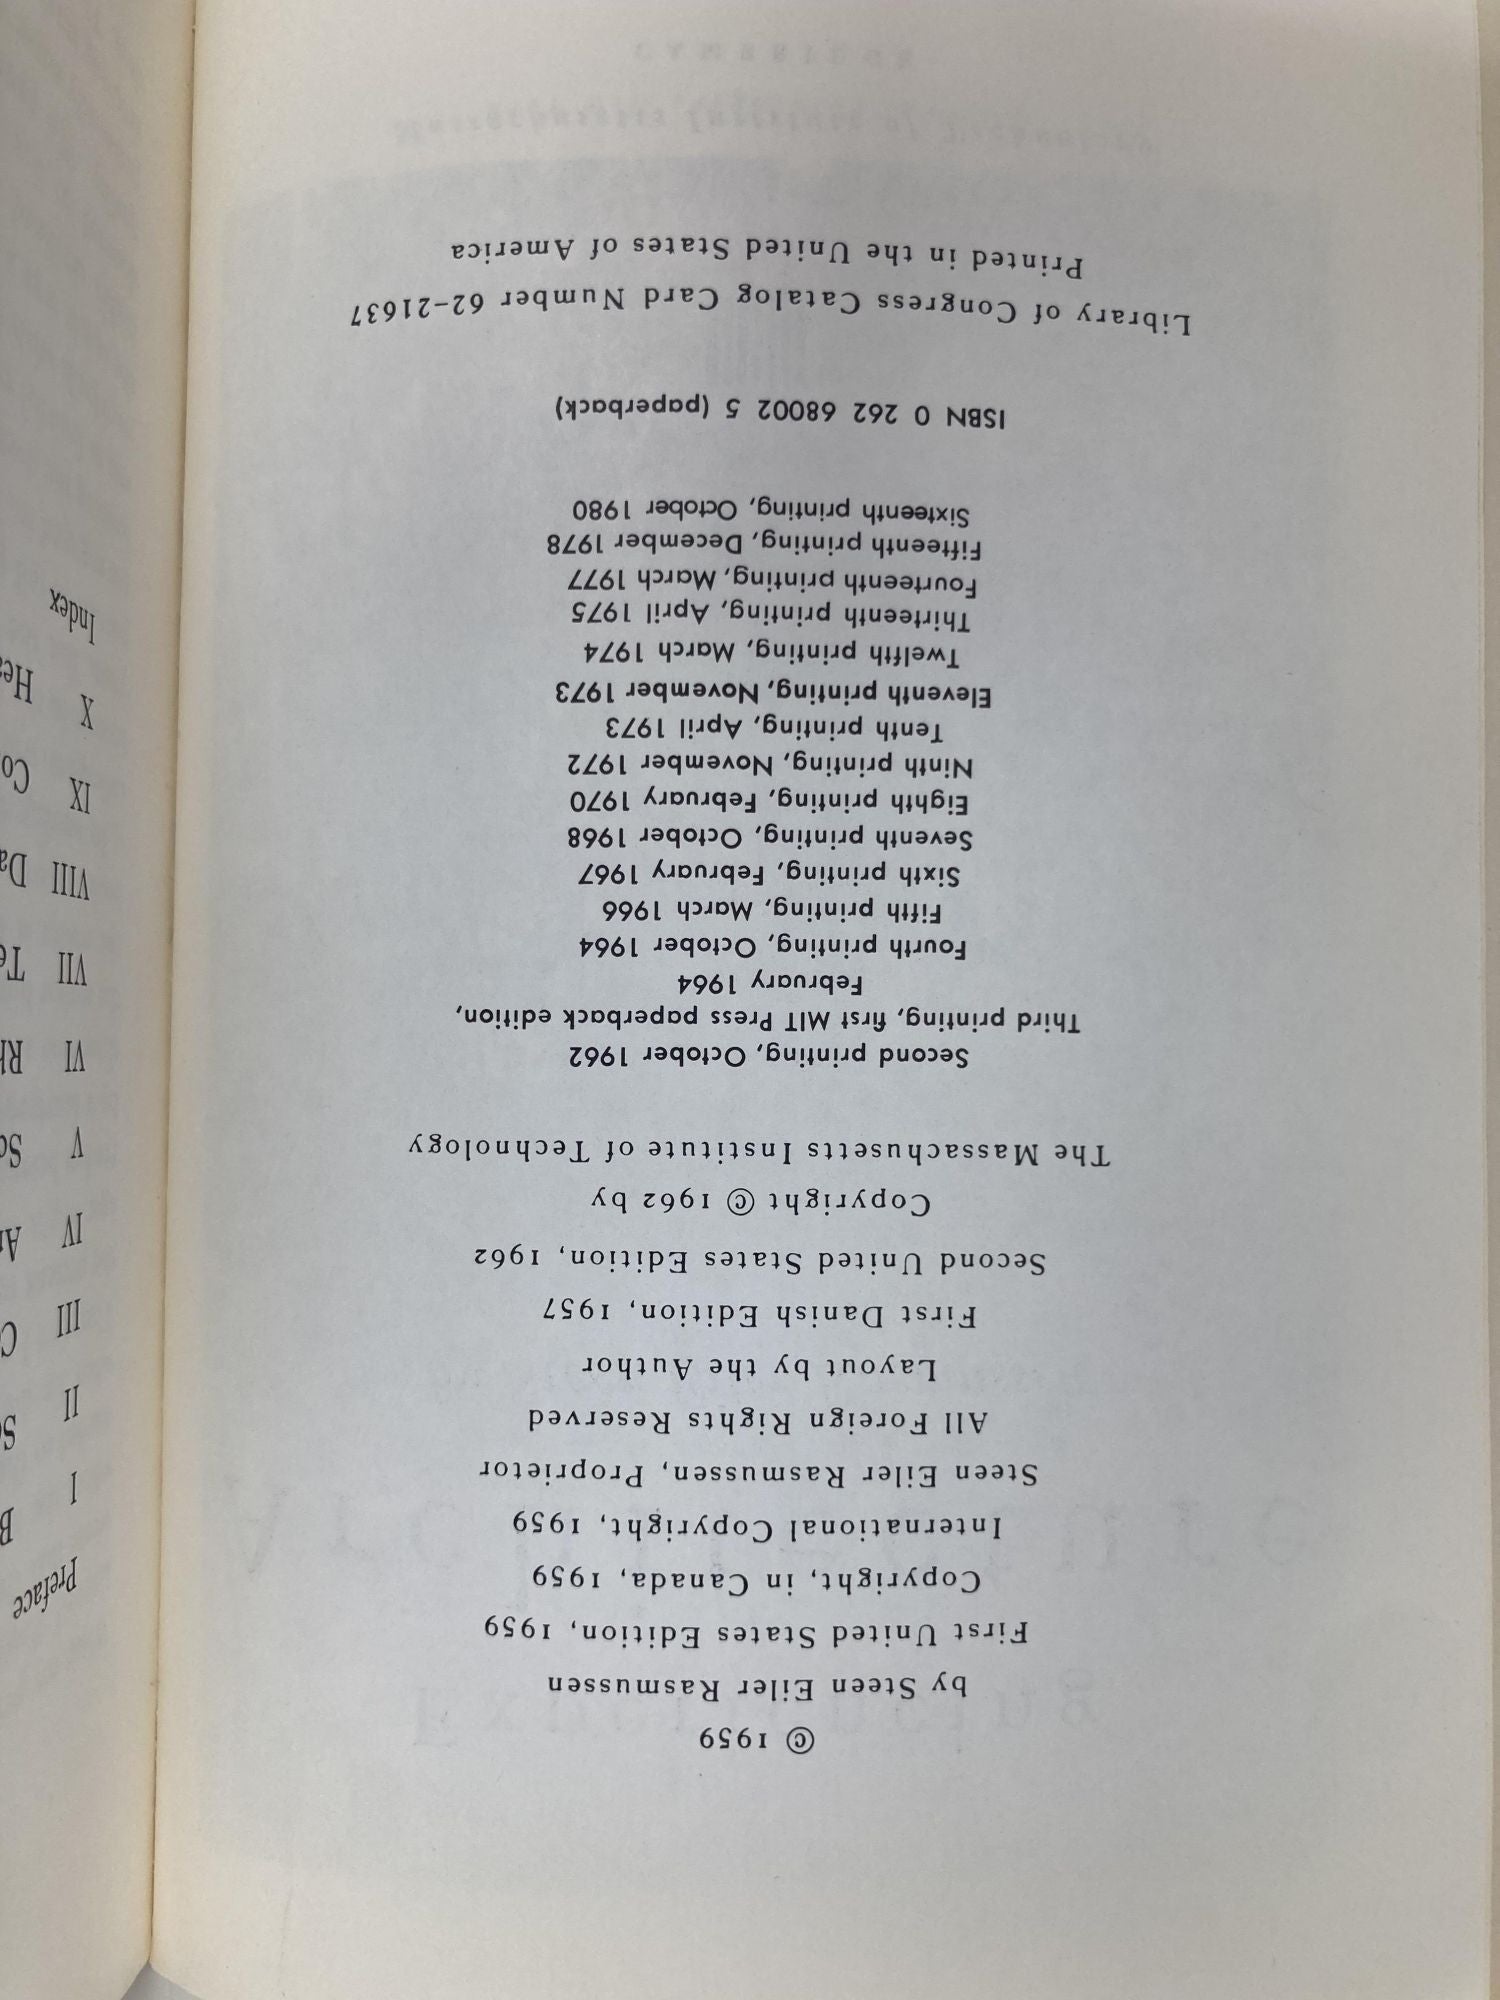 © 1959
by Steen Eiler Rasmussen
First United States Edition, 1959
Copyright, in Canada, 1959
International Copyright, 1959
Steen Eiler Rasmussen, Proprietor
All Foreign Rights Reserved
Layout by the Author
First Danish Edition, 1957
Second United States Edition, 1962
Copyright © 1962 by
The Massachusetts Institute of Technology
Second printing, October 1962
Third printing, first MIT Press paperback edition,
February 1964
Fourth printing, October 1964
Fifth printing, March 1966
Sixth printing, February 1967
Seventh printing, October 1968
Eighth printing, February 1970
Ninth printing, November 1972
Tenth printing, April 1973
Eleventh printing, November 1973
Twelfth printing, March 1974
Thirteenth printing, April 1975
Fourteenth printing, March 1977
Fifteenth printing, December 1978
Sixteenth printing, October 1980
ISBN 0 262 68002 5 (paperback)
Library of Congress Catalog Card Number 62-21637
Printed in the United States of America
Preface
I
II
III
IV
V
VI
VII
VIII
IX
X
Index